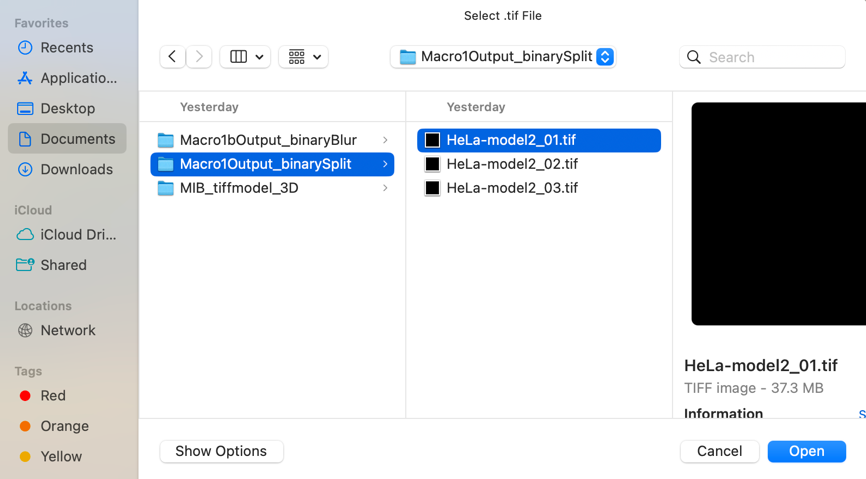 Select .tif File
Favorites
Recents
Applicatio...
Desktop
Documents
Downloads
iCloud
iCloud Dri...
Shared
Locations
Network
Tags
Red
Orange
Yellow
Macro1Output_binarySplit
Search
Yesterday
Macro1bOutput_binaryBlur
Macro1Output_binarySplit
MIB_tiffmodel_3D
Yesterday
HeLa-model2_01.tif
HeLa-model2_02.tif
HeLa-model2_03.tif
HeLa-model2_01.tif
TIFF image - 37.3 MB
Information
Show Options
Cancel
Open